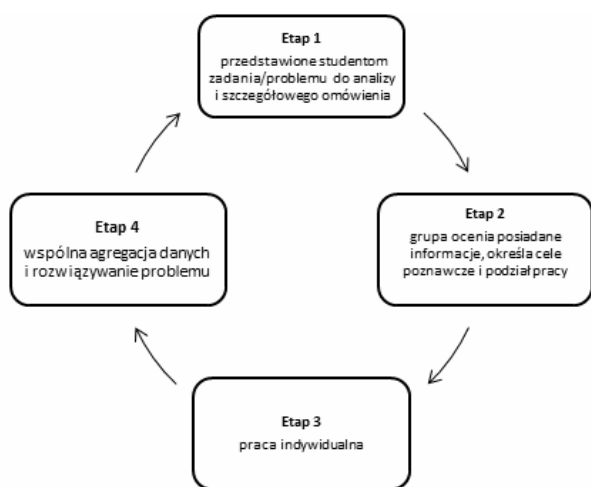 Etap 1
przedstawione studentom
zadania/problemu do analizy
i szczegółowego omówienia
Etap 2
grupa ocenia posiadane
informacje, określa cele
poznawcze i podział pracy
Etap 3
praca indywidualna
Etap 4
wspólna agregacja danych
i rozwiązywanie problemu